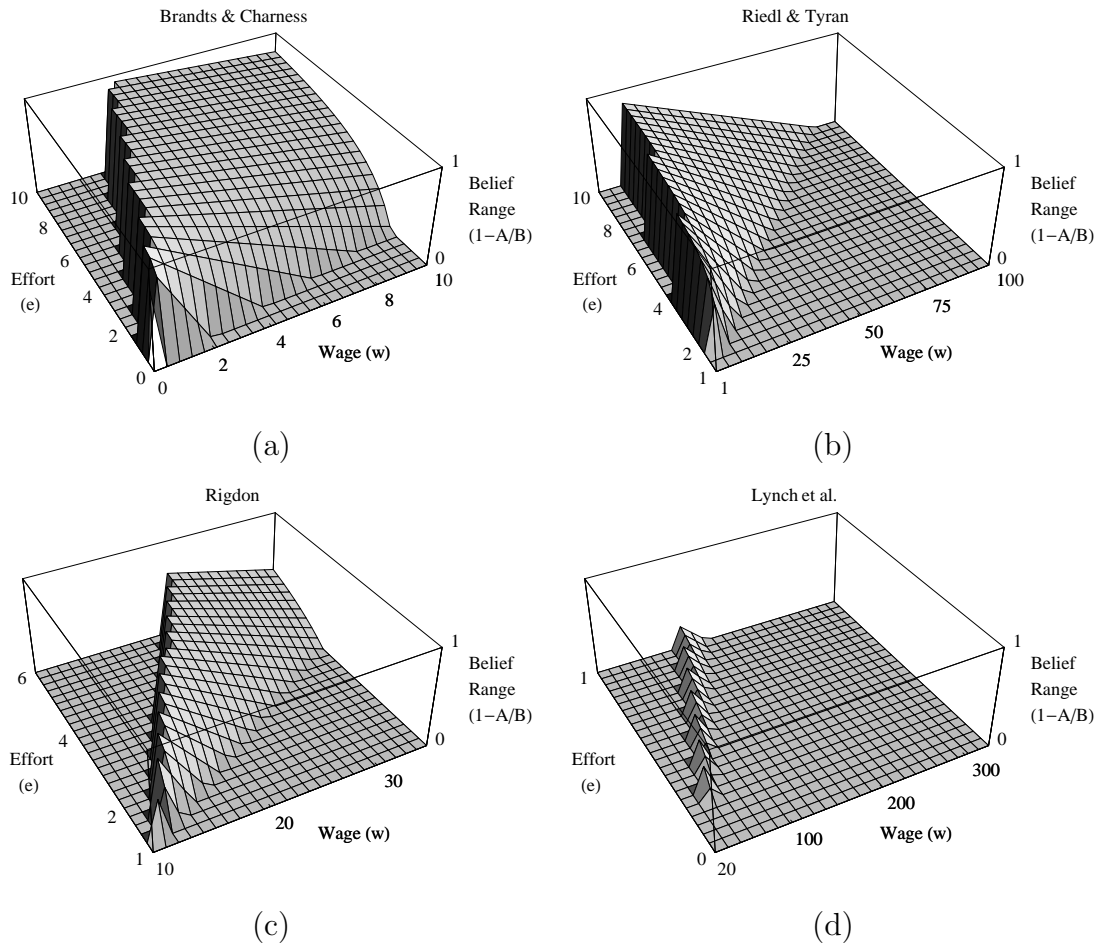 Brandts & Charness
1
Belief
Range
(1−A/B)
0
10
8
6
4
2
0
Effort
(e)
0
2
4
6
8
10
Wage (w)
(a)
Riedl & Tyran
1
Belief
Range
(1−A/B)
0
10
8
6
4
2
1
Effort
(e)
1
25
50
75
100
Wage (w)
(b)
Rigdon
1
Belief
Range
(1−A/B)
0
6
4
2
1
Effort
(e)
10
20
30
Wage (w)
(c)
Lynch et al.
1
Belief
Range
(1−A/B)
0
1
0
Effort
(e)
20
100
200
300
Wage (w)
(d)